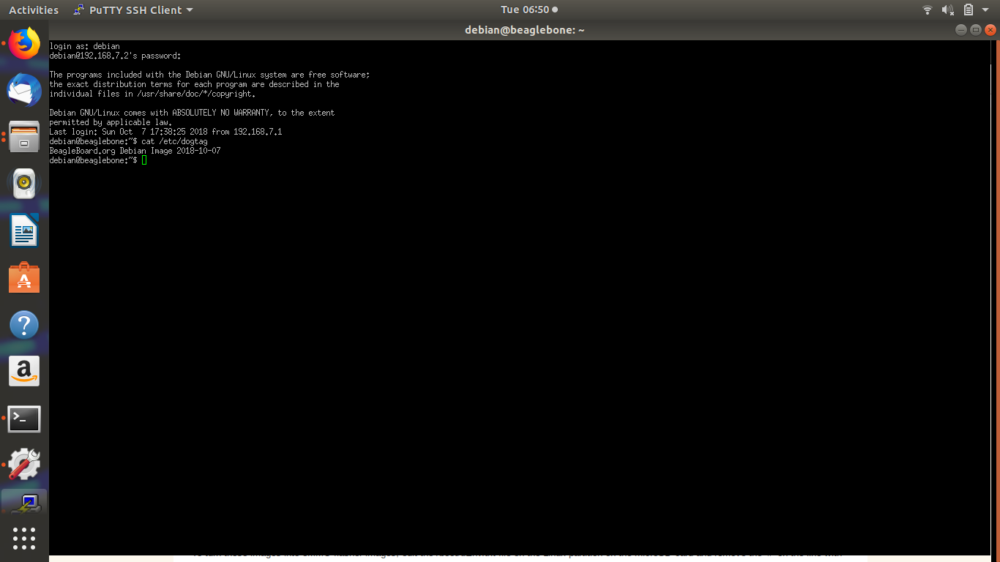 Activities PuTTY SSH Client Tue 06:50
debian@beaglebone: ~
login as: debian
debian@192.168.7.2's password:
The programs included with the Debian GNU/Linux system are free software;
the exact distribution terms for each program are described in the
individual files in /usr/share/doc/*/copyright.
Debian GNU/Linux comes with ABSOLUTELY NO WARRANTY, to the extent
permitted by applicable law.
Last login: Sun Oct  7 17:38:25 2018 from 192.168.7.1
debian@beaglebone:~$ cat /etc/dogtag
BeagleBoard.org Debian Image 2018-10-07
debian@beaglebone:~$